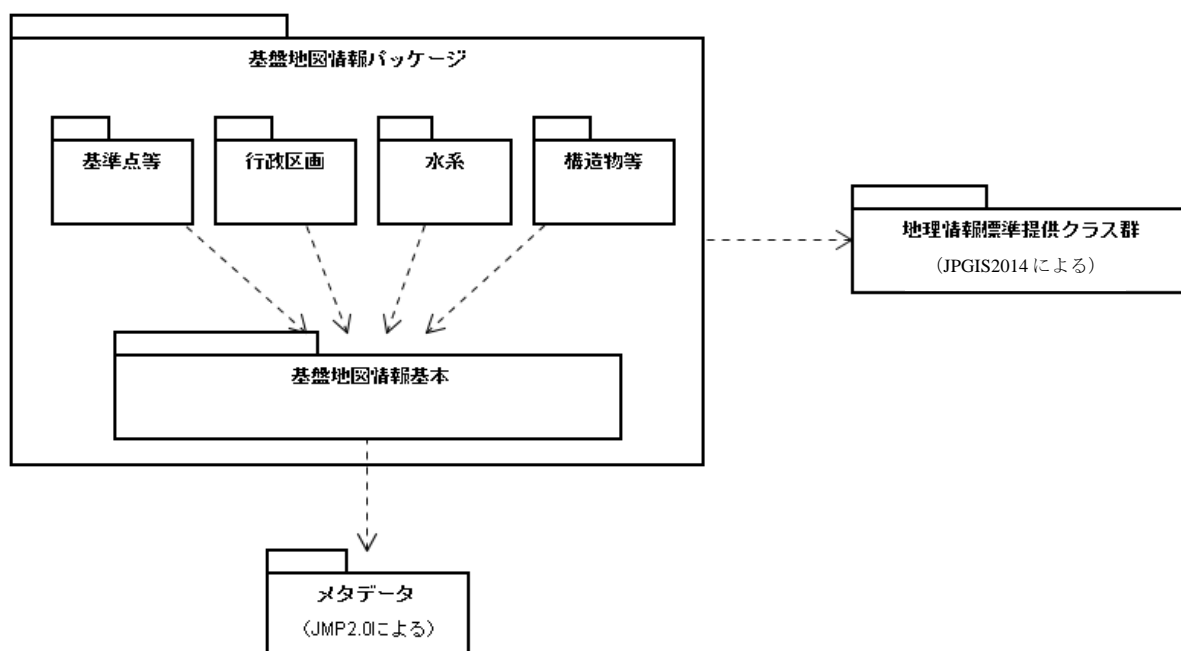 基盤地図情報パッケージ
基準点等
行政区画
水系
構造物等
地理情報標準提供クラス群
（JPGIS2014 による）
基盤地図情報基本
メタデータ
（JMP2.0による）